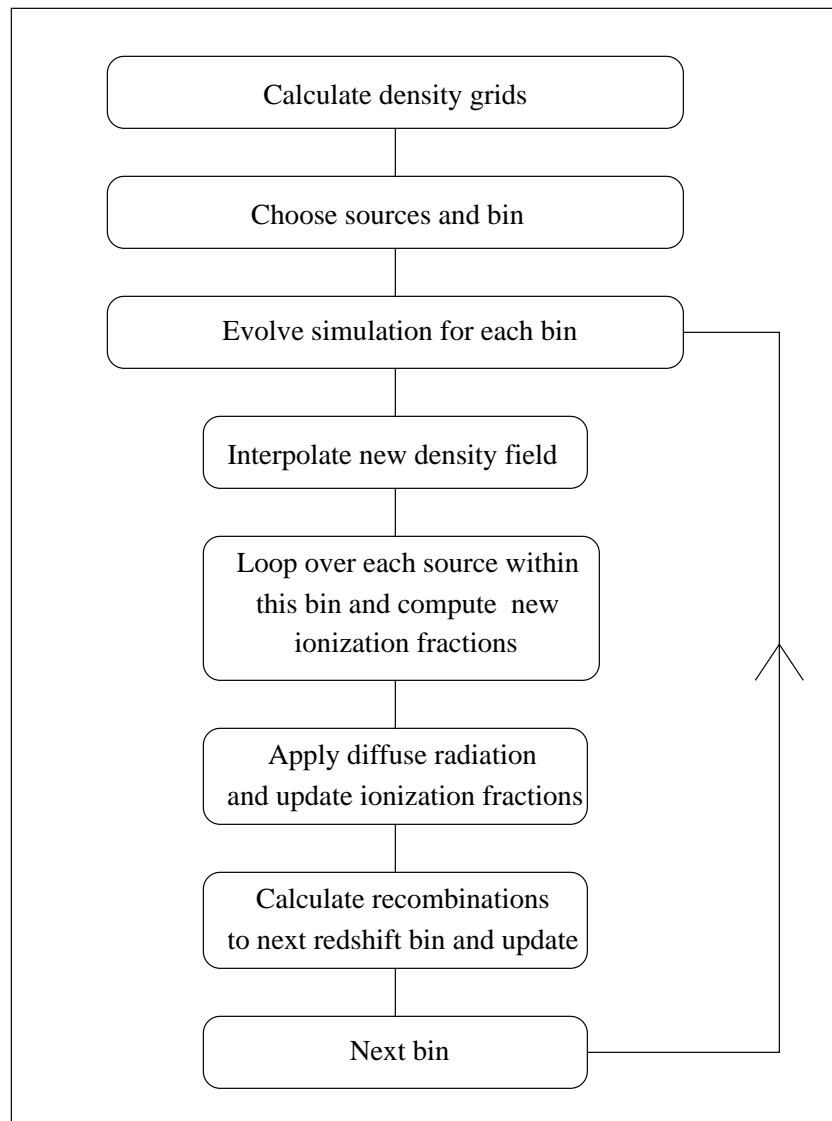 Calculate density grids
Choose sources and bin
Evolve simulation for each bin
Interpolate new density field
Loop over each source within
this bin and compute new
ionization fractions
Apply diffuse radiation
and update ionization fractions
Calculate recombinations
to next redshift bin and update
Next bin